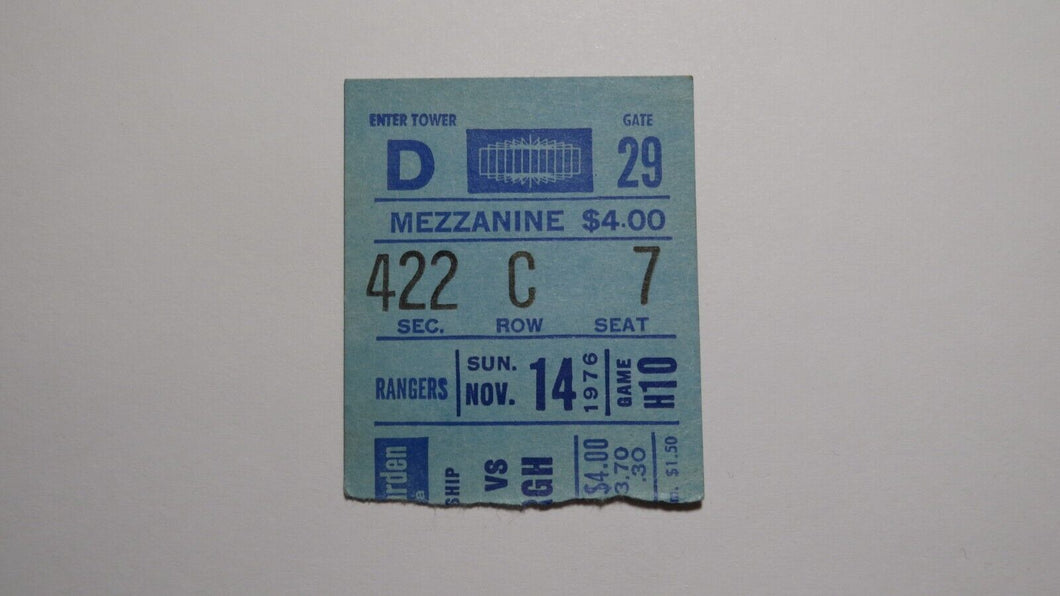 ENTER TOWER GATE
D 29
MEZZANINE $4.00
422 C 7
SEC. ROW SEAT
RANGERS SUN. NOV. 14 1976 GAME H10
VS
$4.00
3.70
.30
$1.50